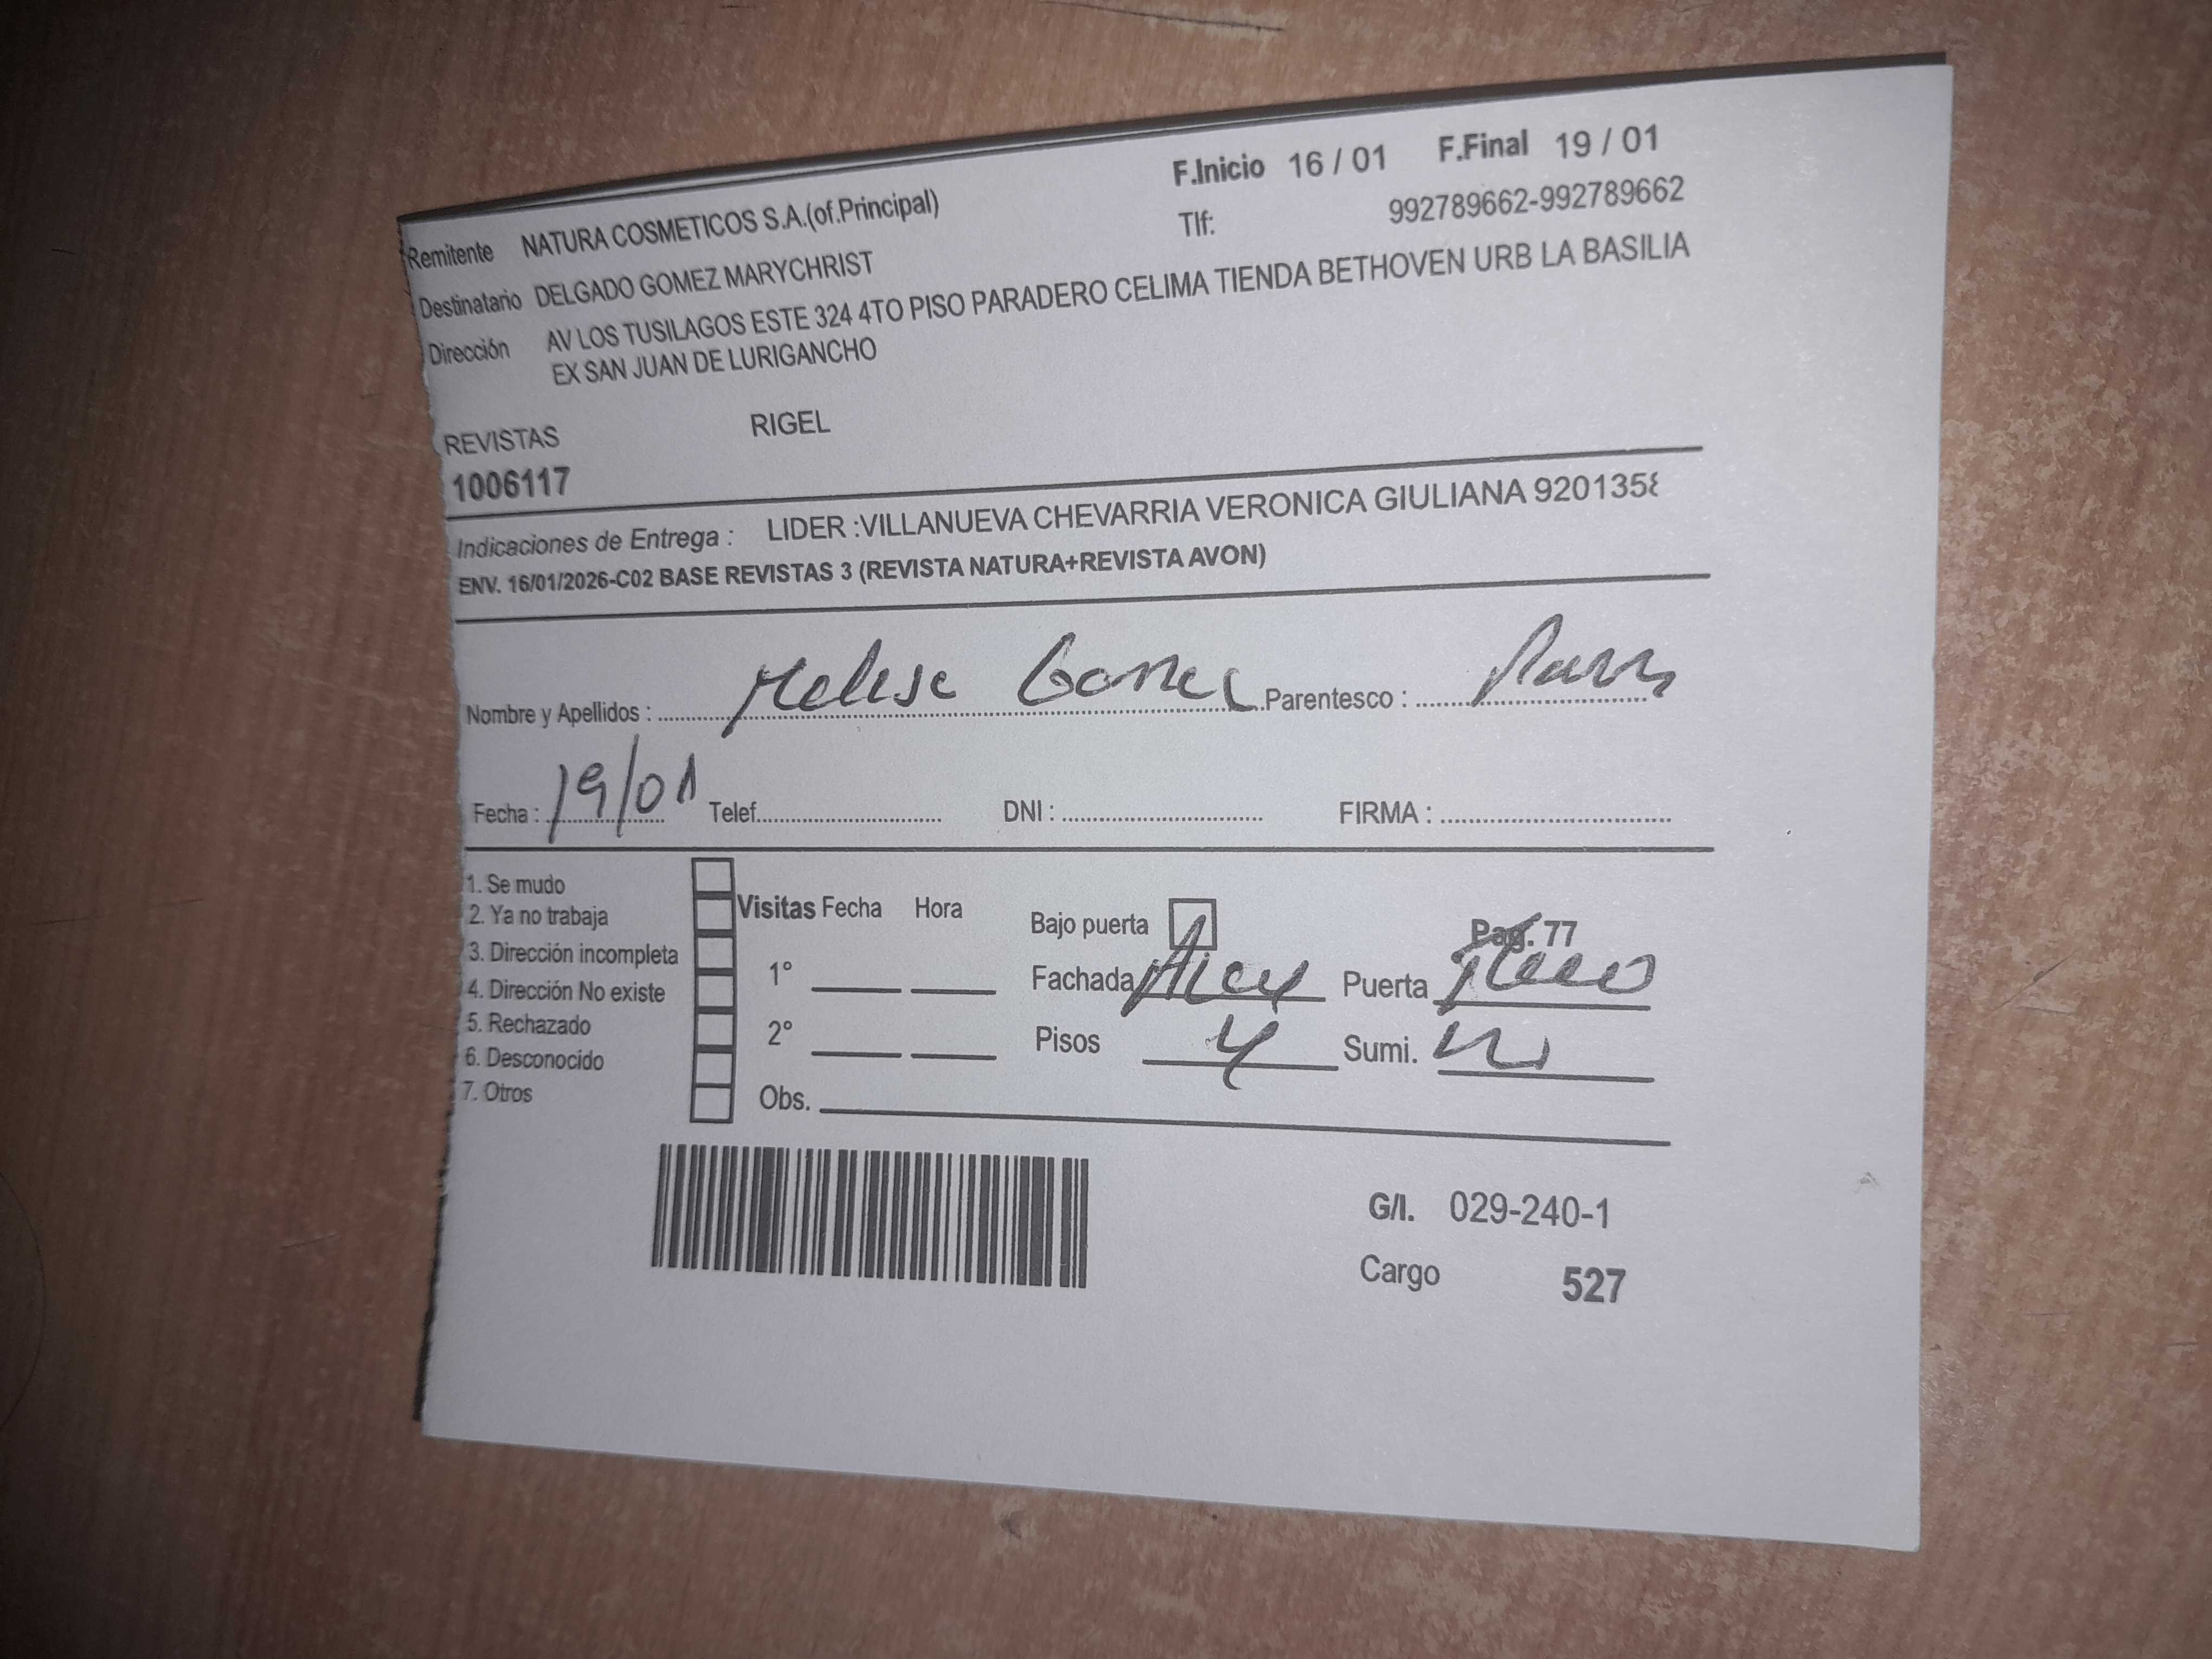 F.Inicio 16 / 01 F.Final 19 / 01
Remitente NATURA COSMETICOS S.A.(of.Principal) Tlf: 992789662-992789662
Destinatario DELGADO GOMEZ MARYCHRIST
Dirección AV LOS TUSILAGOS ESTE 324 4TO PISO PARADERO CELIMA TIENDA BETHOVEN URB LA BASILIA
EX SAN JUAN DE LURIGANCHO
REVISTAS RIGEL
1006117
Indicaciones de Entrega : LIDER :VILLANUEVA CHEVARRIA VERONICA GIULIANA 920135
ENV. 16/01/2026-C02 BASE REVISTAS 3 (REVISTA NATURA+REVISTA AVON)
Nombre y Apellidos : Gomez Parentesco :
Fecha : 19/01 Telef. DNI : FIRMA :
1. Se mudo
2. Ya no trabaja
3. Dirección incompleta
4. Dirección No existe
5. Rechazado
6. Desconocido
7. Otros
Visitas Fecha Hora
1°
2°
Obs.
Bajo puerta Pag. 77
Fachada Puerta
Pisos 4 Sumi.
G/I. 029-240-1
Cargo 527